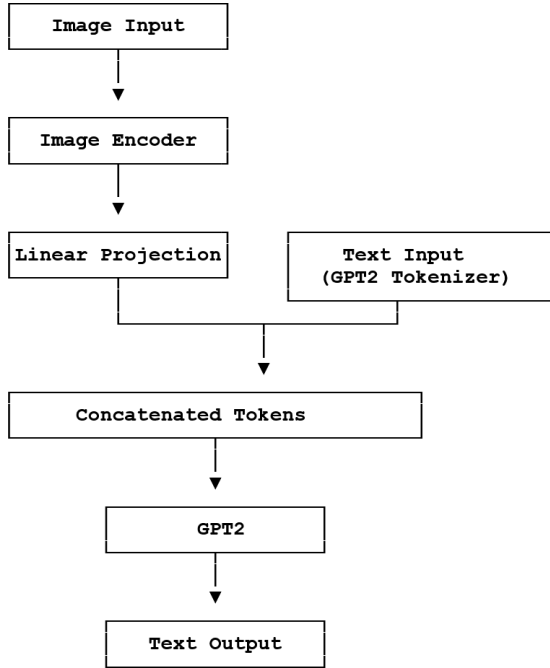 Image Input
Image Encoder
Linear Projection
Text Input
(GPT2 Tokenizer)
Concatenated Tokens
GPT2
Text Output